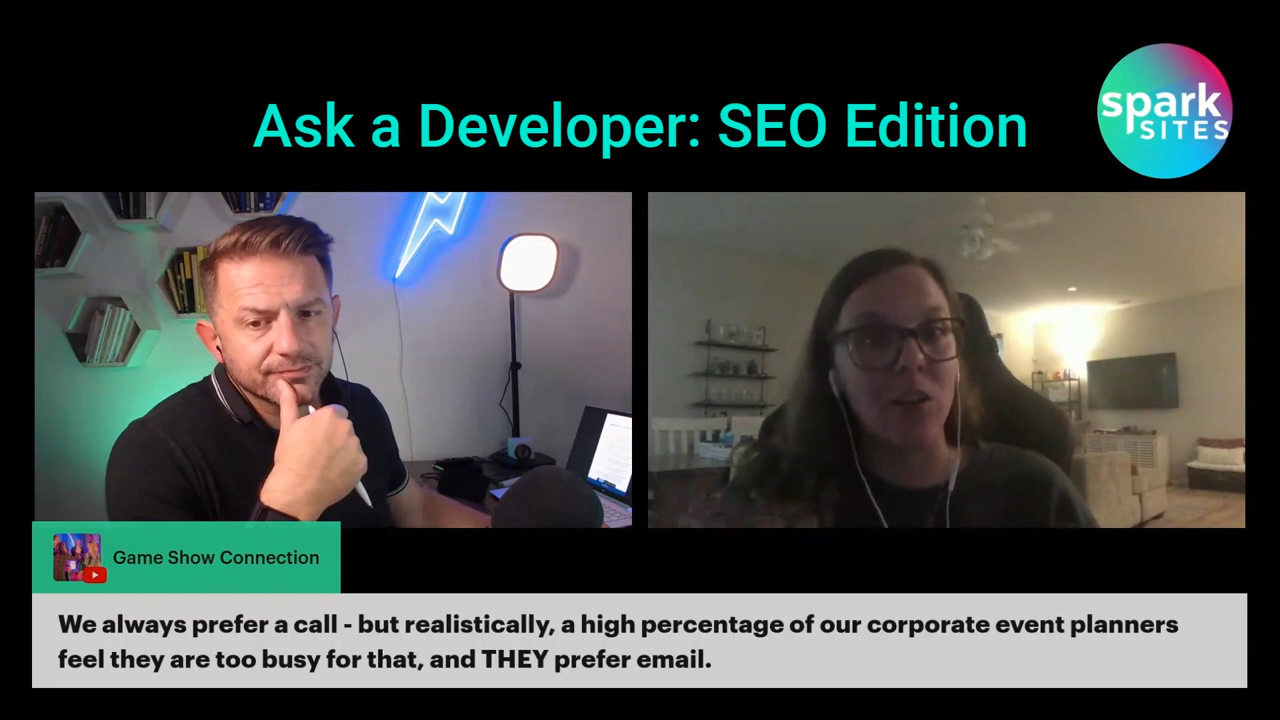 Ask a Developer: SEO Edition
spark
SITES
Game Show Connection
We always prefer a call - but realistically, a high percentage of our corporate event planners
feel they are too busy for that, and THEY prefer email.